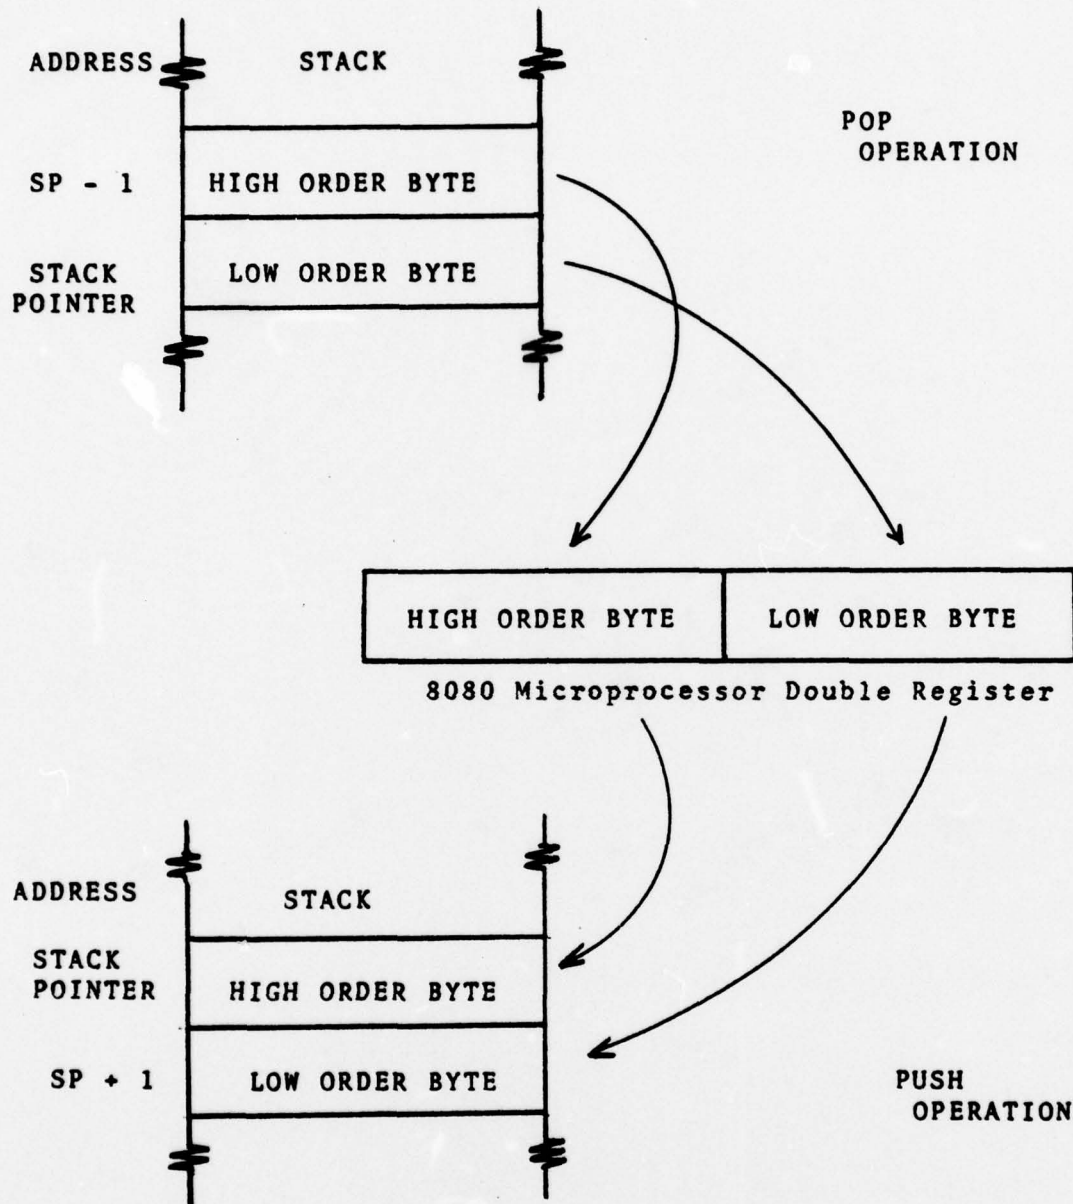 ADDRESS STACK
POP
OPERATION
SP - 1 HIGH ORDER BYTE
STACK
POINTER
LOW ORDER BYTE
HIGH ORDER BYTE LOW ORDER BYTE
8080 Microprocessor Double Register
ADDRESS STACK
STACK
POINTER
HIGH ORDER BYTE
SP + 1 LOW ORDER BYTE
PUSH
OPERATION